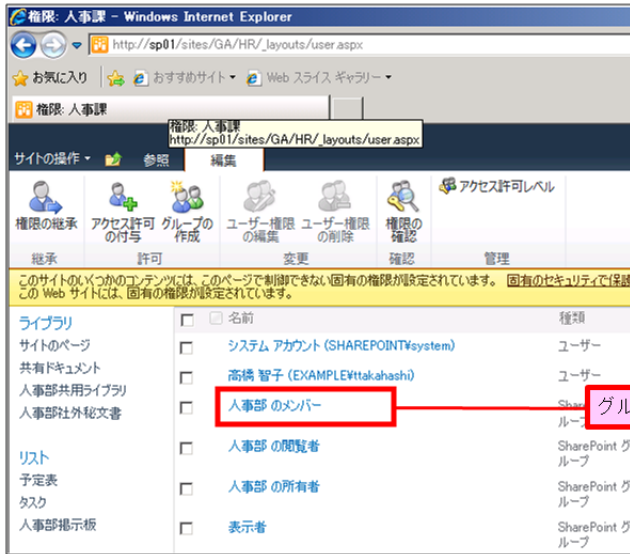 権限: 人事課 - Windows Internet Explorer
http://sp01/sites/GA/HR/_layouts/user.aspx
お気に入り おすすめサイト Web スライス ギャラリー
権限: 人事課
権限: 人事課
http://sp01/sites/GA/HR/_layouts/user.aspx
サイトの操作 参照 編集
権限の継承 アクセス許可の付与 グループの作成 ユーザー権限の編集 ユーザー権限の削除 権限の確認 アクセス許可レベル
継承 許可 変更 確認 管理
このサイトのいくつかのコンテンツには、このページで制御できない固有の権限が設定されています。 固有のセキュリティで保護
この Web サイトには、固有の権限が設定されています。
ライブラリ
サイトのページ
共有ドキュメント
人事部共用ライブラリ
人事部社外秘文書
リスト
予定表
タスク
人事部掲示板
名前 種類
システム アカウント (SHAREPOINT¥system) ユーザー
高橋 智子 (EXAMPLE¥ttakahashi) ユーザー
人事部 のメンバー
グル
ループ
人事部 の閲覧者 SharePoint グ
ループ
人事部 の所有者 SharePoint グ
ループ
表示者 SharePoint グ
ループ